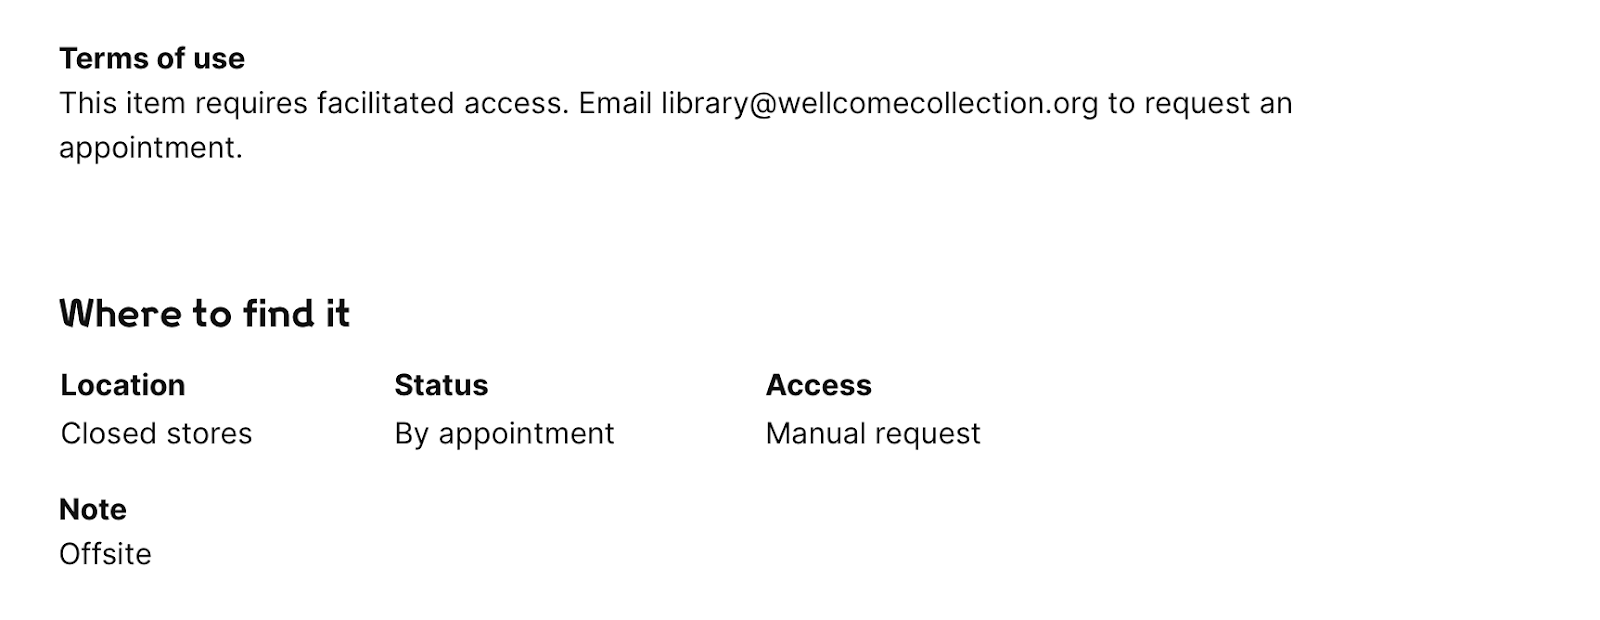 Terms of use
This item requires facilitated access. Email library@wellcomecollection.org to request an
appointment.
Where to find it
Location Status Access
Closed stores By appointment Manual request
Note
Offsite